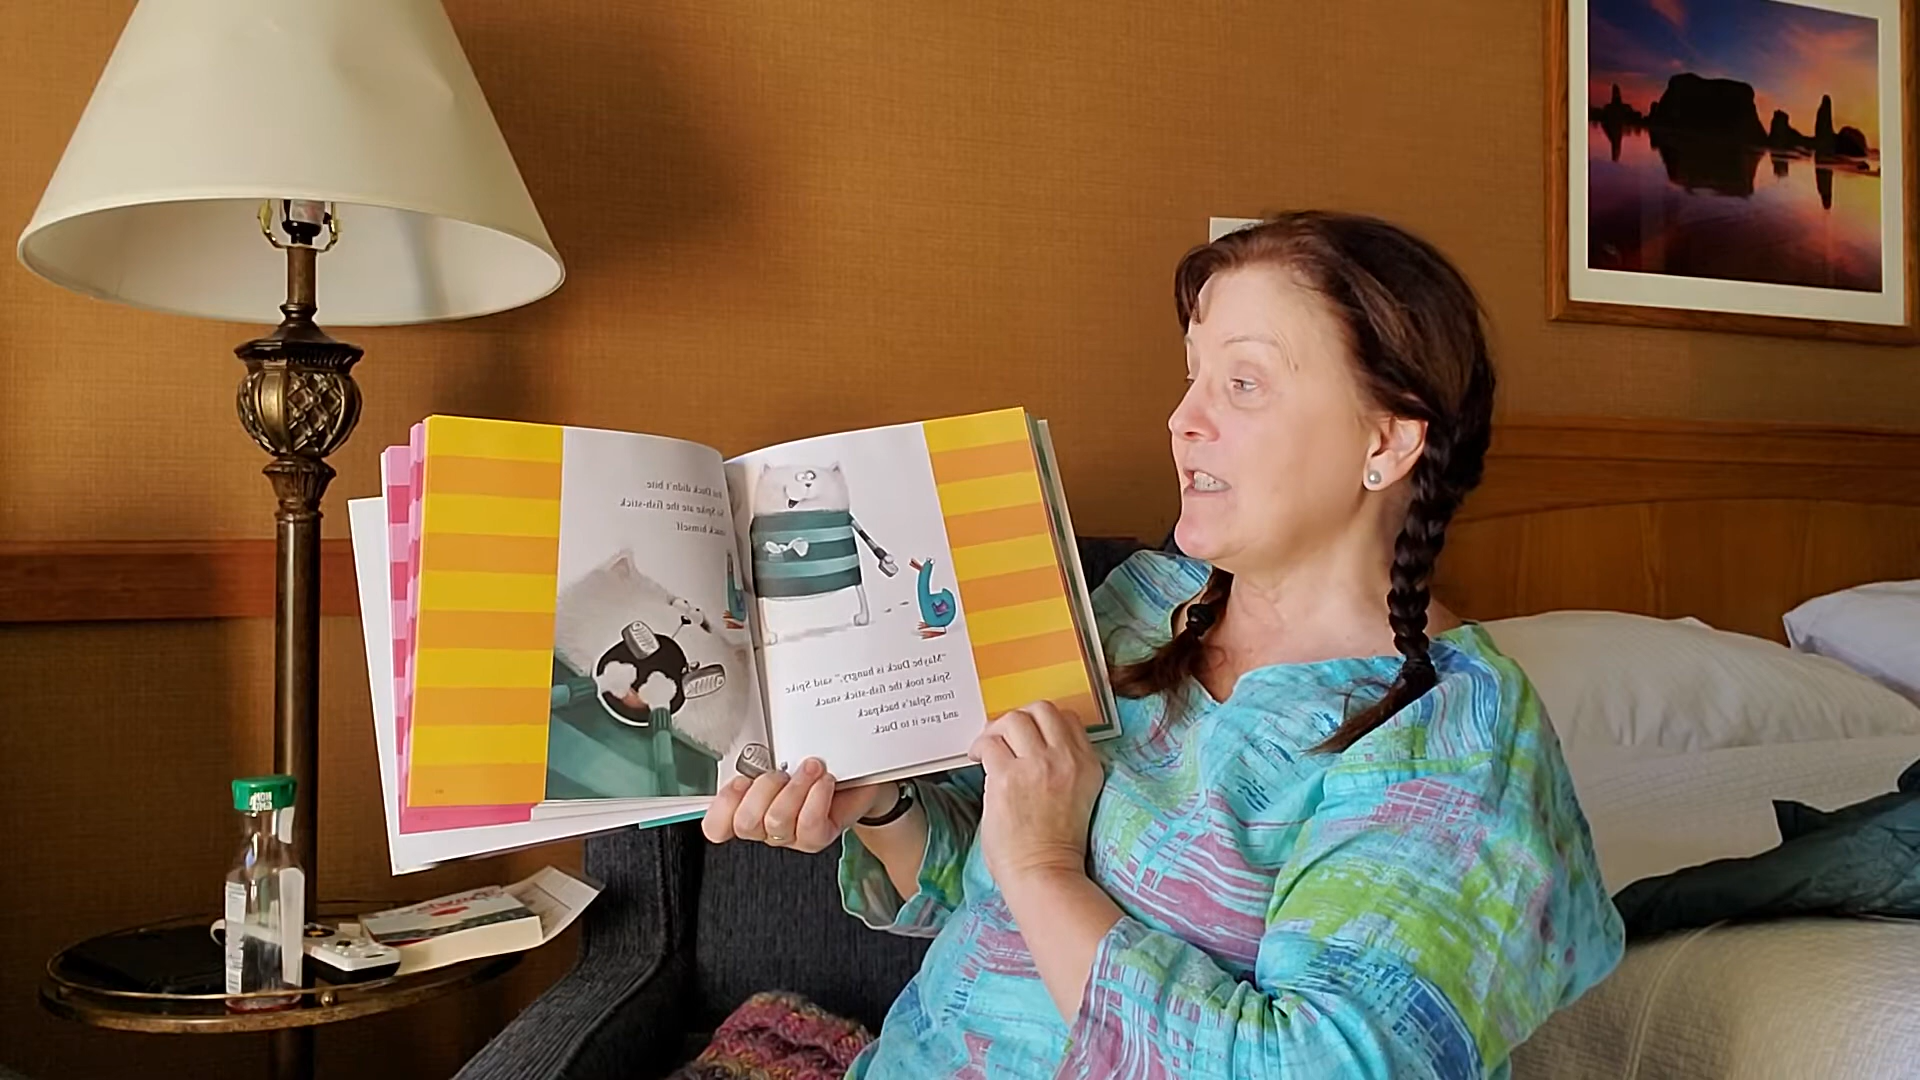 "Maybe Duck is hungry," said Spike.
Spike took the fish-stick snack
from Splat's backpack
and gave it to Duck.
But Duck didn't bite.
So Spike ate the fish-stick
snack himself.